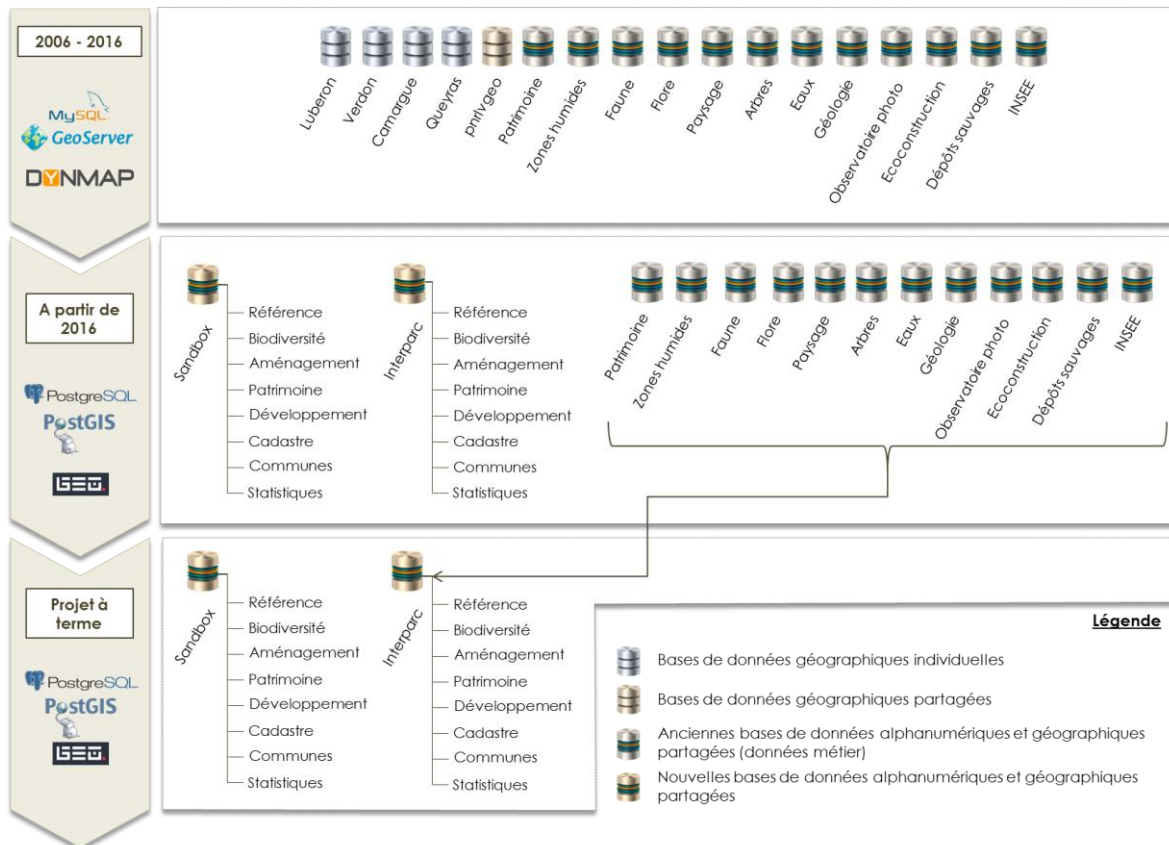 2006 - 2016
MySQL
GeoServer
DYNMAP
Luberon
Verdon
Camargue
Queyras
pnrlvgeo
Patrimoine
Zones humides
Faune
Flore
Paysage
Arbres
Eaux
Géologie
Observatoire photo
Ecoconstruction
Dépôts sauvages
INSEE
A partir de
2016
PostgreSQL
PostGIS
GEO.
Sandbox
Référence
Biodiversité
Aménagement
Patrimoine
Développement
Cadastre
Communes
Statistiques
Interparc
Référence
Biodiversité
Aménagement
Patrimoine
Développement
Cadastre
Communes
Statistiques
Patrimoine
Zones humides
Faune
Flore
Paysage
Arbres
Eaux
Géologie
Observatoire photo
Ecoconstruction
Dépôts sauvages
INSEE
Projet à
terme
PostgreSQL
PostGIS
GEO.
Sandbox
Référence
Biodiversité
Aménagement
Patrimoine
Développement
Cadastre
Communes
Statistiques
Interparc
Référence
Biodiversité
Aménagement
Patrimoine
Développement
Cadastre
Communes
Statistiques
Légende
Bases de données géographiques individuelles
Bases de données géographiques partagées
Anciennes bases de données alphanumériques et géographiques
partagées (données métier)
Nouvelles bases de données alphanumériques et géographiques
partagées